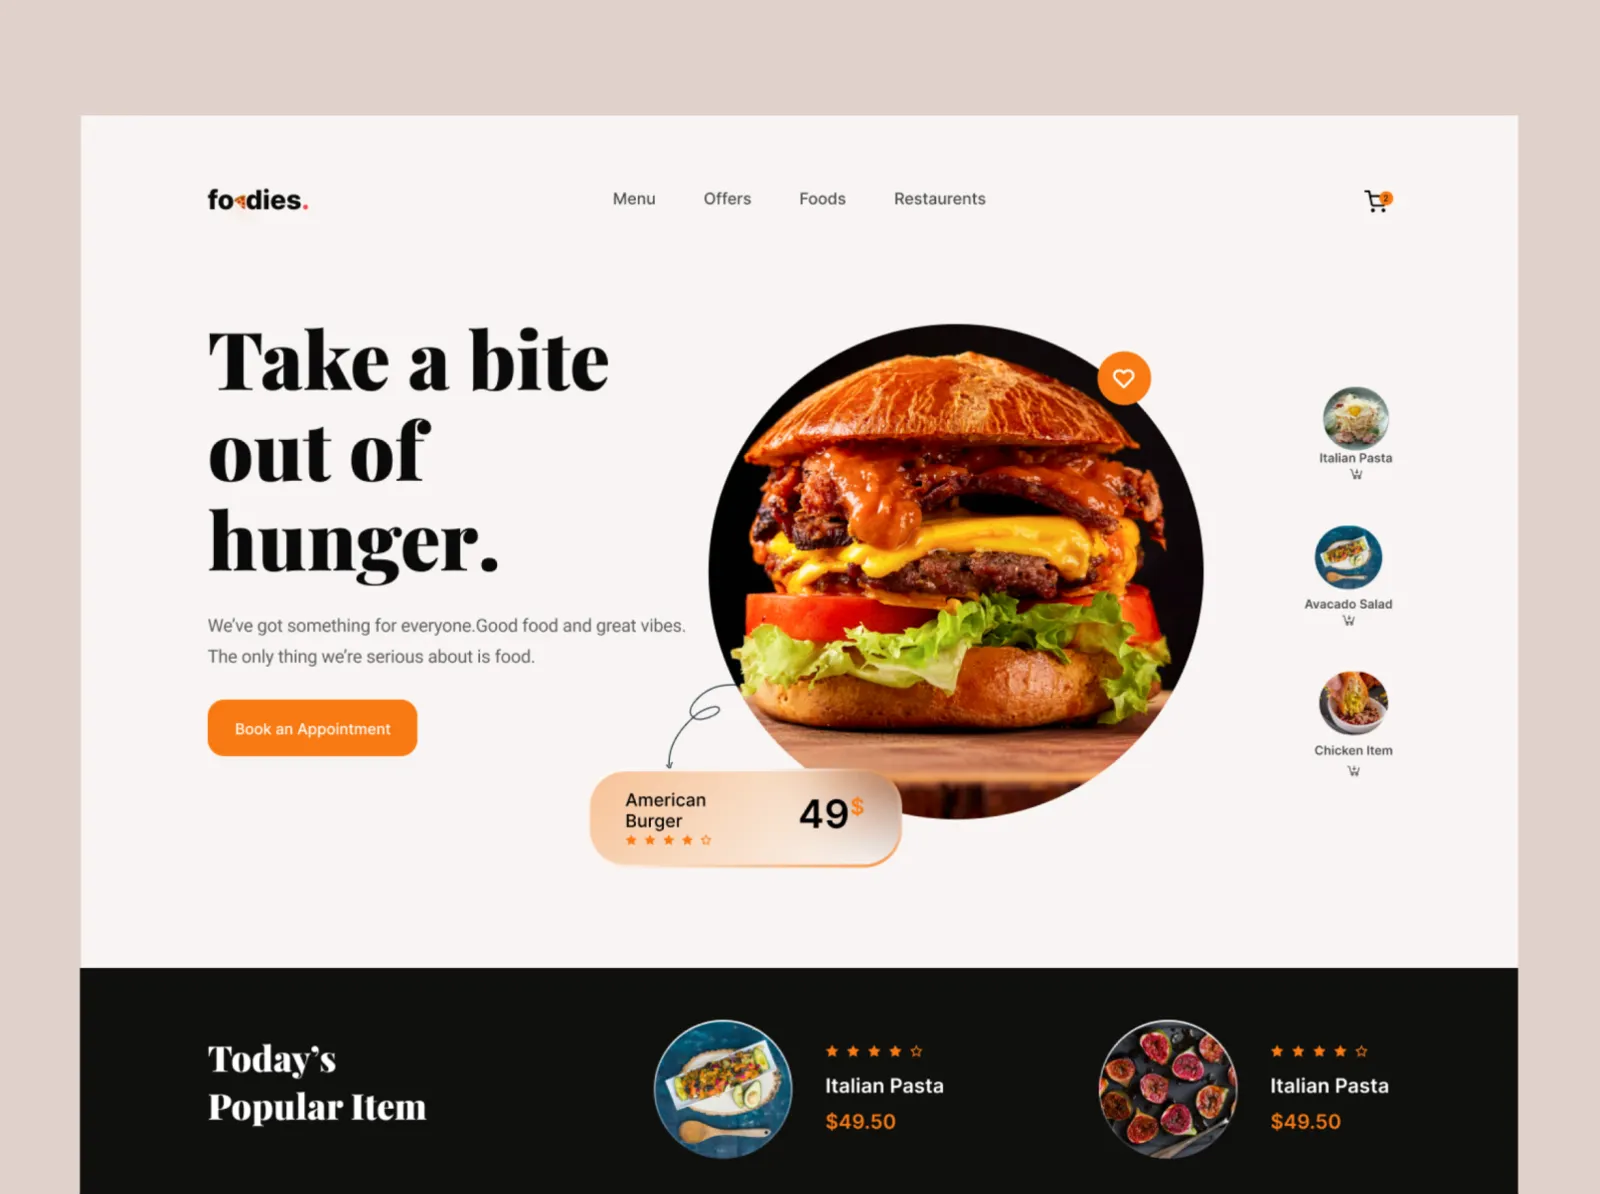 foodies.
Menu
Offers
Foods
Restaurents
2
Take a bite
out of
hunger.
We've got something for everyone.Good food and great vibes.
The only thing we're serious about is food.
Book an Appointment
American
Burger
49$
Italian Pasta
Avacado Salad
Chicken Item
Today's
Popular Item
Italian Pasta
$49.50
Italian Pasta
$49.50